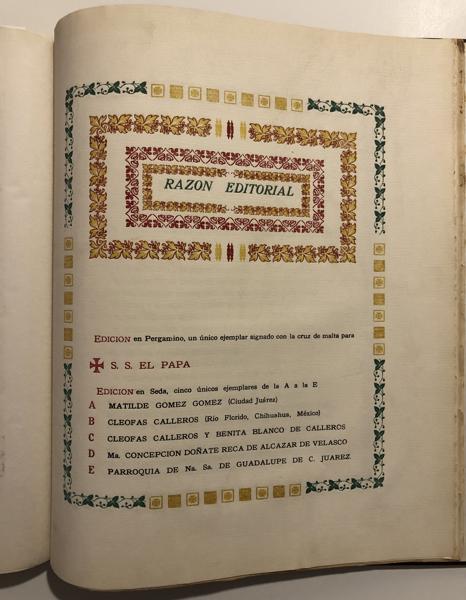 RAZON EDITORIAL
EDICION en Pergamino, un único ejemplar signado con la cruz de malta para
✠ S. S. EL PAPA
EDICION en Seda, cinco únicos ejemplares de la A a la E
A MATILDE GOMEZ GOMEZ (Ciudad Juárez)
B CLEOFAS CALLEROS (Río Florido, Chihuahua, México)
C CLEOFAS CALLEROS Y BENITA BLANCO DE CALLEROS
D Ma. CONCEPCION DOÑATE RECA DE ALCAZAR DE VELASCO
E PARROQUIA DE Na. Sa. DE GUADALUPE DE C. JUAREZ